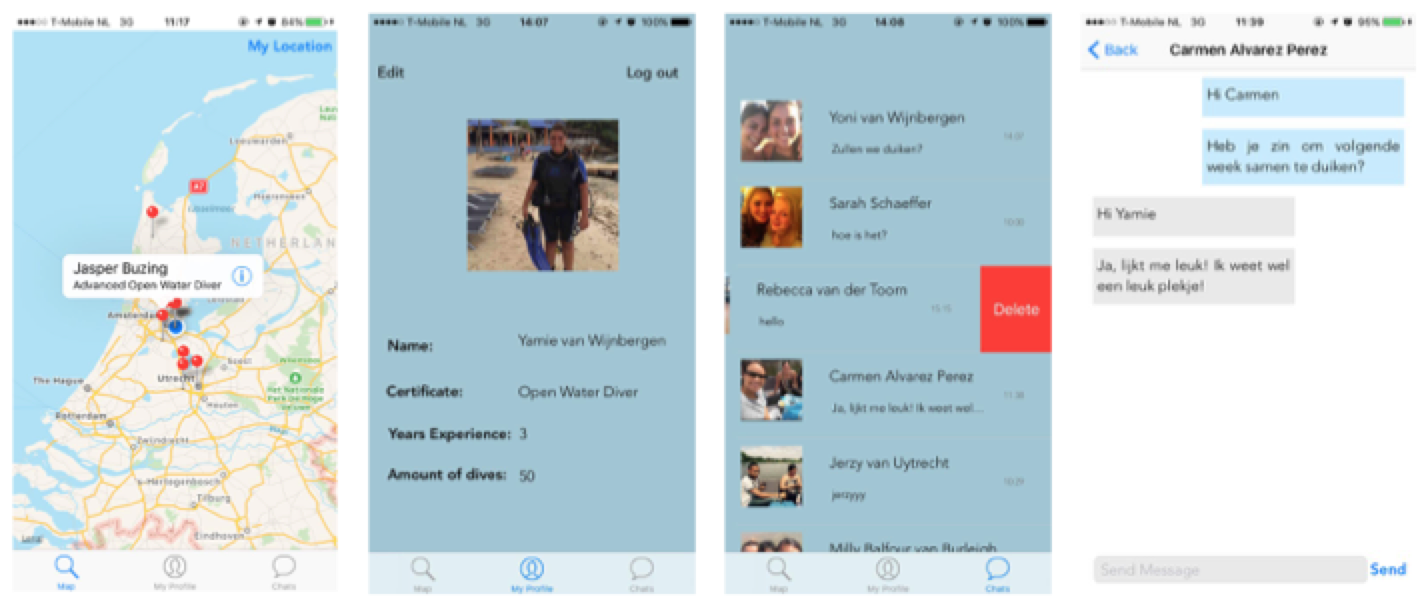 T-Mobile NL 3G 11:17 84%
My Location
Leeuwarden
A7
Heerenveen
IJsselmeer
NETHERLAN
Jasper Buzing
Advanced Open Water Diver
Amsterdam
Soest
The Hague
Utrecht
Houten
Rotterdam
Zwijndrecht
's-Hertogenbosch
Tilburg
Eindhoven
Legal
Map
My Profile
Chats
T-Mobile NL 3G 14:07 100%
Edit
Log out
Name: Yamie van Wijnbergen
Certificate: Open Water Diver
Years Experience: 3
Amount of dives: 50
Map
My Profile
Chats
T-Mobile NL 3G 14:08 100%
Yoni van Wijnbergen
14:07
Zullen we duiken?
Sarah Schaeffer
10:30
hoe is het?
Rebecca van der Toorn
15:15
hello
Delete
Carmen Alvarez Perez
11:38
Ja, lijkt me leuk! Ik weet wel...
Jerzy van Uytrecht
10:29
jerzyyy
Milly Balfour van Burleigh
Map
My Profile
Chats
T-Mobile NL 3G 11:39 95%
Back
Carmen Alvarez Perez
Hi Carmen
Heb je zin om volgende
week samen te duiken?
Hi Yamie
Ja, lijkt me leuk! Ik weet wel
een leuk plekje!
Send Message
Send